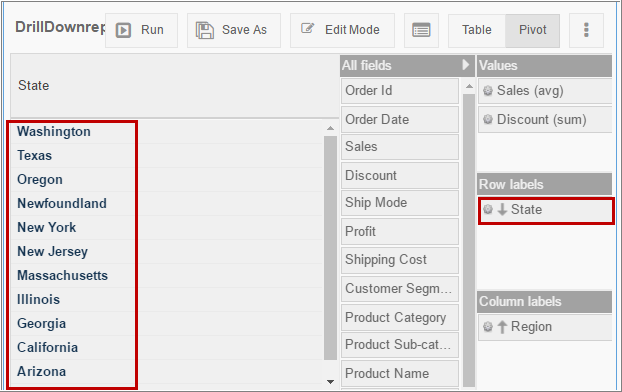 DrillDownrep
Run
Save As
Edit Mode
Table
Pivot
State
Washington
Texas
Oregon
Newfoundland
New York
New Jersey
Massachusetts
Illinois
Georgia
California
Arizona
All fields
Order Id
Order Date
Sales
Discount
Ship Mode
Profit
Shipping Cost
Customer Segm...
Product Category
Product Sub-cat...
Product Name
Values
Sales (avg)
Discount (sum)
Row labels
State
Column labels
Region